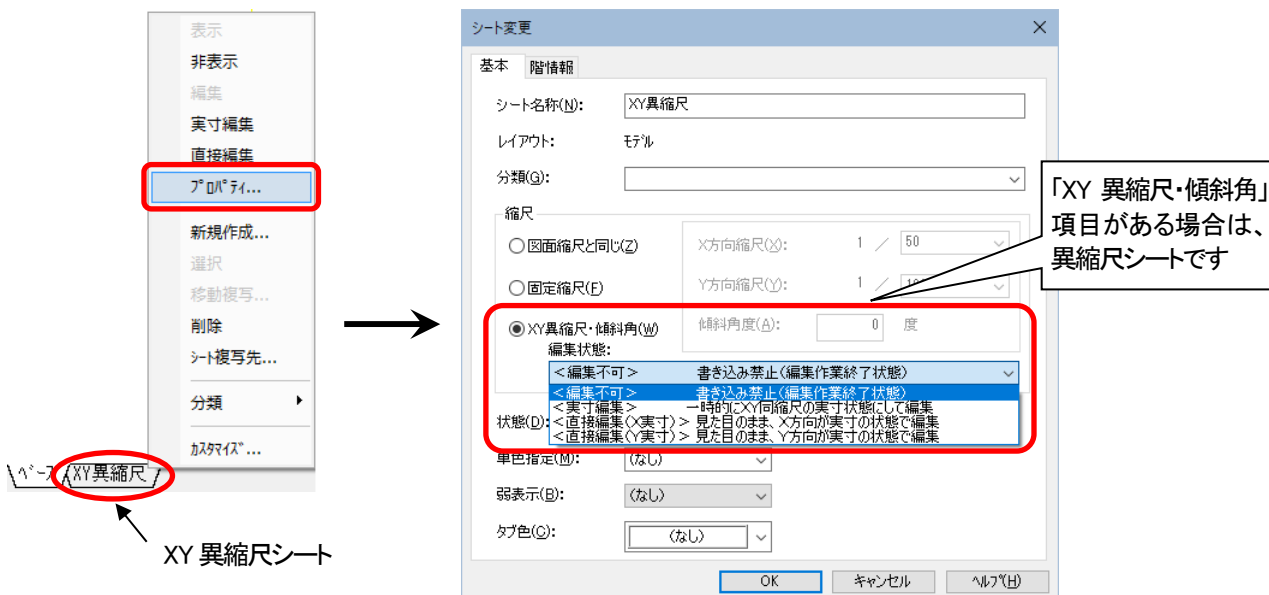 表示
非表示
編集
実寸編集
直接編集
ﾌﾟﾛﾊﾟﾃｨ...
新規作成...
選択
移動複写...
削除
ｼｰﾄ複写先...
分類
ｶｽﾀﾏｲｽﾞ...
ﾍﾞｰｽ
XY異縮尺
XY 異縮尺シート
シート変更
基本
階情報
シート名称(N):
XY異縮尺
レイアウト:
ﾓﾃﾞﾙ
分類(G):
縮尺
図面縮尺と同じ(Z)
X方向縮尺(X):
1 ／ 50
固定縮尺(F)
Y方向縮尺(Y):
1 ／
XY異縮尺・傾斜角(W)
傾斜角度(A):
0 度
編集状態:
＜編集不可＞ 書き込み禁止(編集作業終了状態)
＜編集不可＞ 書き込み禁止(編集作業終了状態)
＜実寸編集＞ 一時的にXY同縮尺の実寸状態にして編集
＜直接編集(X実寸)＞ 見た目のまま、X方向が実寸の状態で編集
＜直接編集(Y実寸)＞ 見た目のまま、Y方向が実寸の状態で編集
状態(D):
単色指定(M):
(なし)
弱表示(B):
(なし)
タブ色(C):
(なし)
OK
キャンセル
ﾍﾙﾌﾟ(H)
「XY 異縮尺・傾斜角」
項目がある場合は、
異縮尺シートです